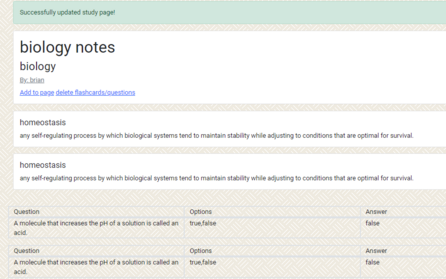 Successfully updated study page!
biology notes
biology
By: brian
Add to page delete flashcards/questions
homeostasis
any self-regulating process by which biological systems tend to maintain stability while adjusting to conditions that are optimal for survival.
homeostasis
any self-regulating process by which biological systems tend to maintain stability while adjusting to conditions that are optimal for survival.
Question Options Answer
A molecule that increases the pH of a solution is called an true,false false
acid.
Question Options Answer
A molecule that increases the pH of a solution is called an true,false false
acid.